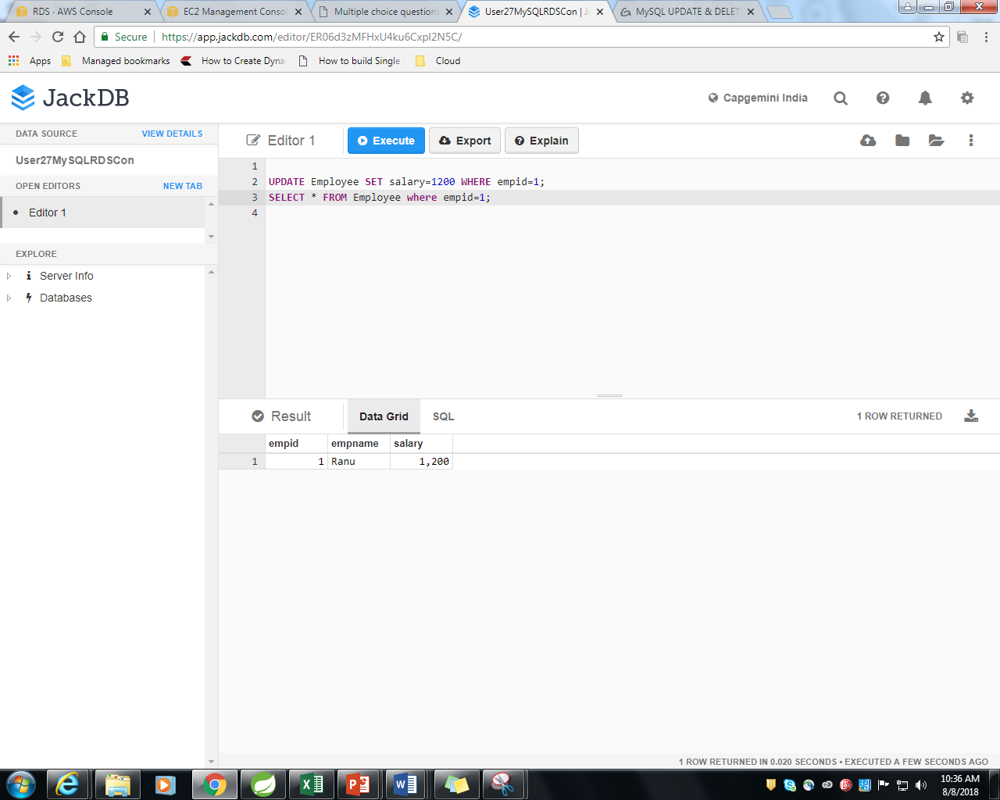 RDS · AWS Console
EC2 Management Conso
Multiple choice questions
User27MySQLRDSCon | J
MySQL UPDATE & DELET
Secure
https://app.jackdb.com/editor/ER06d3zMFHxU4ku6Cxpl2N5C/
Apps
Managed bookmarks
How to Create Dyna
How to build Single
Cloud
JackDB
Capgemini India
DATA SOURCE
VIEW DETAILS
User27MySQLRDSCon
OPEN EDITORS
NEW TAB
Editor 1
EXPLORE
Server Info
Databases
Editor 1
Execute
Export
Explain
1
2 UPDATE Employee SET salary=1200 WHERE empid=1;
3 SELECT * FROM Employee where empid=1;
4
Result
Data Grid
SQL
1 ROW RETURNED
empid empname salary
1 1 Ranu 1,200
1 ROW RETURNED IN 0.020 SECONDS • EXECUTED A FEW SECONDS AGO
10:36 AM
8/8/2018